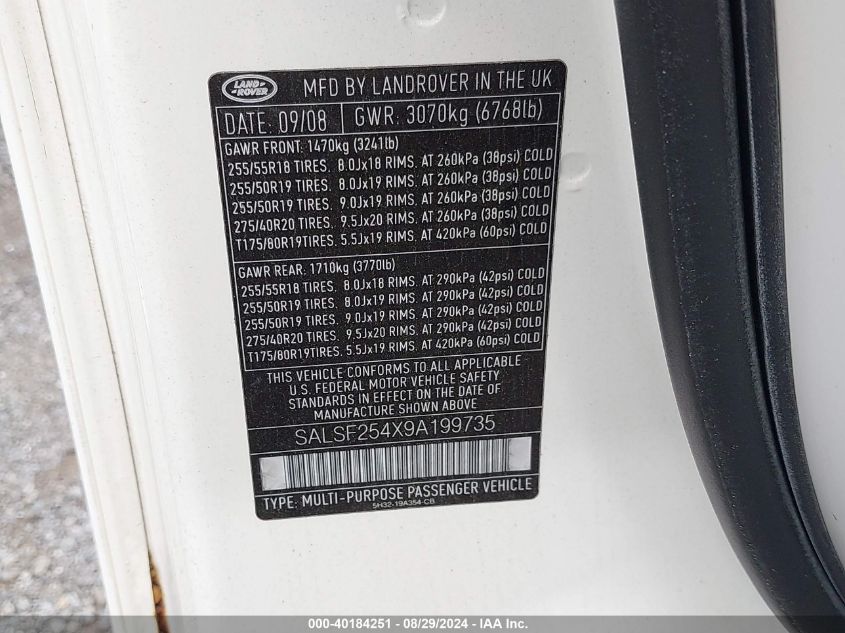 LAND ROVER
MFD BY LANDROVER IN THE UK
DATE: 09/08 GWR: 3070kg (6768lb)
GAWR FRONT: 1470kg (3241lb)
255/55R18 TIRES. 8.0Jx18 RIMS. AT 260kPa (38psi) COLD
255/50R19 TIRES. 8.0Jx19 RIMS. AT 260kPa (38psi) COLD
255/50R19 TIRES. 9.0Jx19 RIMS. AT 260kPa (38psi) COLD
275/40R20 TIRES. 9.5Jx20 RIMS. AT 260kPa (38psi) COLD
T175/80R19TIRES. 5.5Jx19 RIMS. AT 420kPa (60psi) COLD
GAWR REAR: 1710kg (3770lb)
255/55R18 TIRES. 8.0Jx18 RIMS. AT 290kPa (42psi) COLD
255/50R19 TIRES. 8.0Jx19 RIMS. AT 290kPa (42psi) COLD
255/50R19 TIRES. 9.0Jx19 RIMS. AT 290kPa (42psi) COLD
275/40R20 TIRES. 9.5Jx20 RIMS. AT 290kPa (42psi) COLD
T175/80R19TIRES. 5.5Jx19 RIMS. AT 420kPa (60psi) COLD
THIS VEHICLE CONFORMS TO ALL APPLICABLE
U.S. FEDERAL MOTOR VEHICLE SAFETY
STANDARDS IN EFFECT ON THE DATE OF
MANUFACTURE SHOWN ABOVE
SALSF254X9A199735
TYPE: MULTI-PURPOSE PASSENGER VEHICLE
5H32-19A354-CB
000-40184251 - 08/29/2024 - IAA Inc.